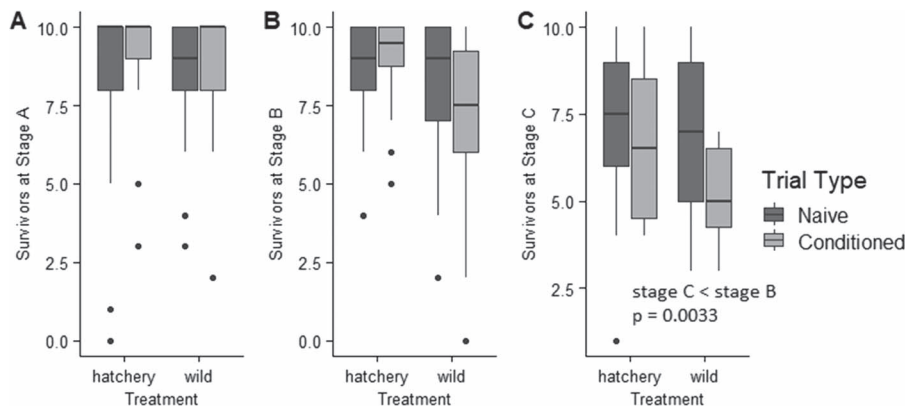 A
Survivors at Stage A
10.0
7.5
5.0
2.5
0.0
hatchery wild
Treatment
B
Survivors at Stage B
10.0
7.5
5.0
2.5
0.0
hatchery wild
Treatment
C
Survivors at Stage C
10.0
7.5
5.0
2.5
stage C < stage B
p = 0.0033
hatchery wild
Treatment
Trial Type
Naive
Conditioned